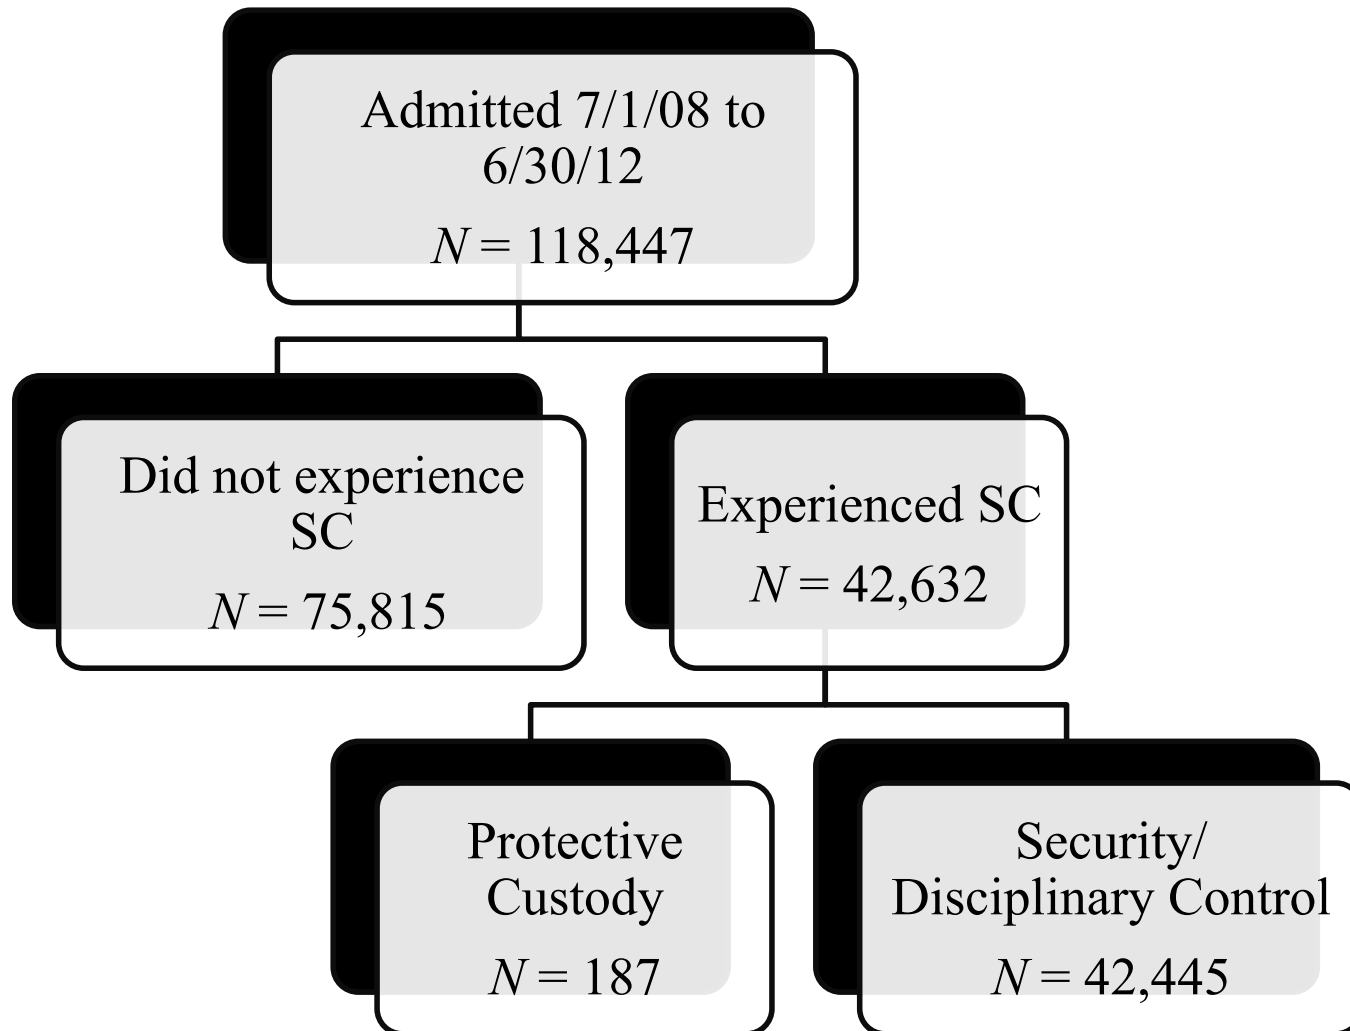 Admitted 7/1/08 to
6/30/12
N = 118,447
Did not experience
SC
N = 75,815
Experienced SC
N = 42,632
Protective
Custody
N = 187
Security/
Disciplinary Control
N = 42,445